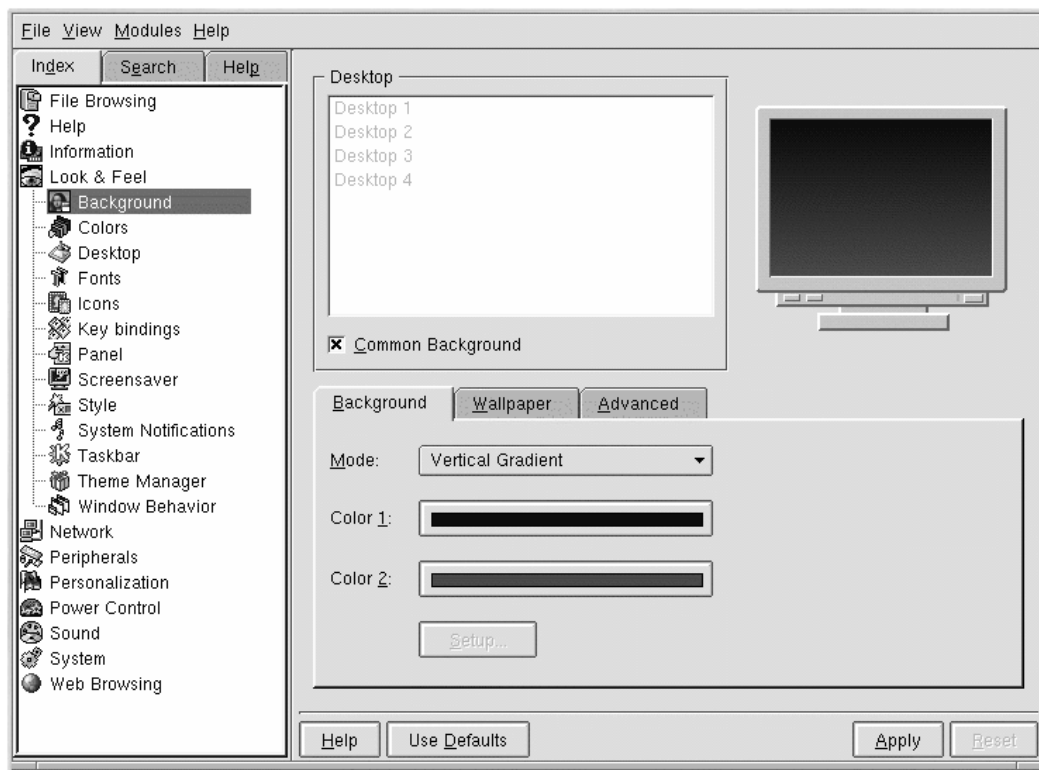 File View Modules Help
Index Search Help
File Browsing
Help
Information
Look & Feel
Background
Colors
Desktop
Fonts
Icons
Key bindings
Panel
Screensaver
Style
System Notifications
Taskbar
Theme Manager
Window Behavior
Network
Peripherals
Personalization
Power Control
Sound
System
Web Browsing
Desktop
Desktop 1
Desktop 2
Desktop 3
Desktop 4
Common Background
Background Wallpaper Advanced
Mode: Vertical Gradient
Color 1:
Color 2:
Setup...
Help Use Defaults Apply Reset